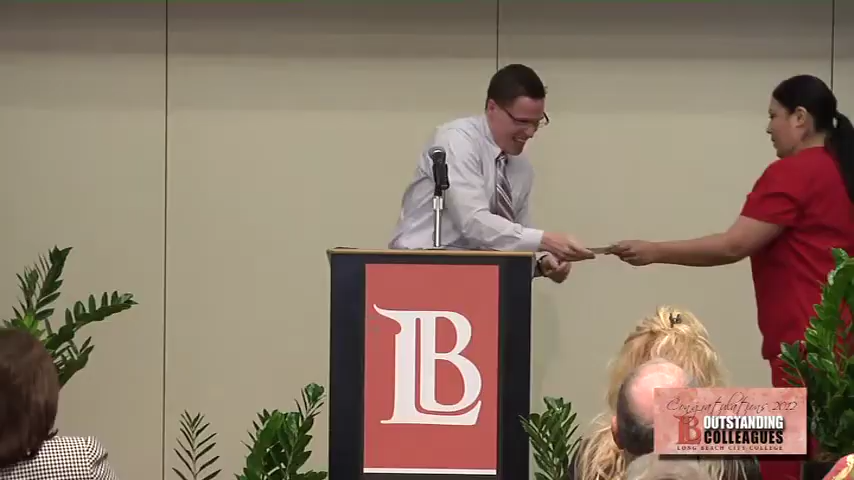 LB
Congratulations 2012
LB OUTSTANDING
COLLEAGUES
LONG BEACH CITY COLLEGE